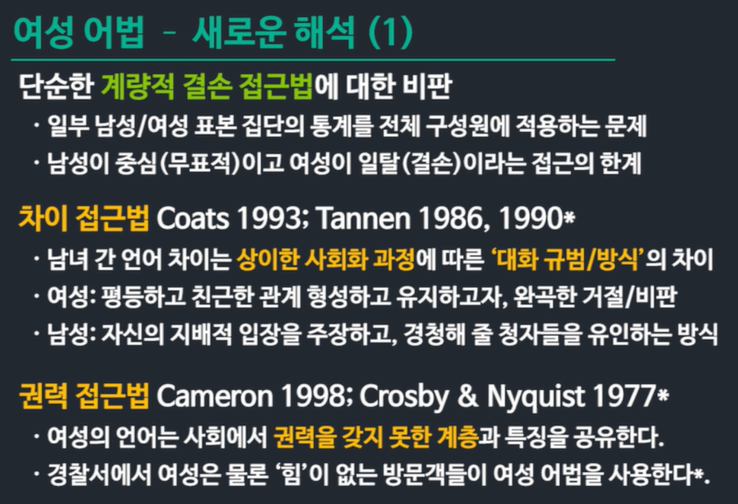 여성 어법 - 새로운 해석 (1)
단순한 계량적 결손 접근법에 대한 비판
· 일부 남성/여성 표본 집단의 통계를 전체 구성원에 적용하는 문제
· 남성이 중심(무표적)이고 여성이 일탈(결손)이라는 접근의 한계
차이 접근법 Coats 1993; Tannen 1986, 1990*
· 남녀 간 언어 차이는 상이한 사회화 과정에 따른 ‘대화 규범/방식’의 차이
· 여성: 평등하고 친근한 관계 형성하고 유지하고자, 완곡한 거절/비판
· 남성: 자신의 지배적 입장을 주장하고, 경청해 줄 청자들을 유인하는 방식
권력 접근법 Cameron 1998; Crosby & Nyquist 1977*
· 여성의 언어는 사회에서 권력을 갖지 못한 계층과 특징을 공유한다.
· 경찰서에서 여성은 물론 ‘힘’이 없는 방문객들이 여성 어법을 사용한다*.